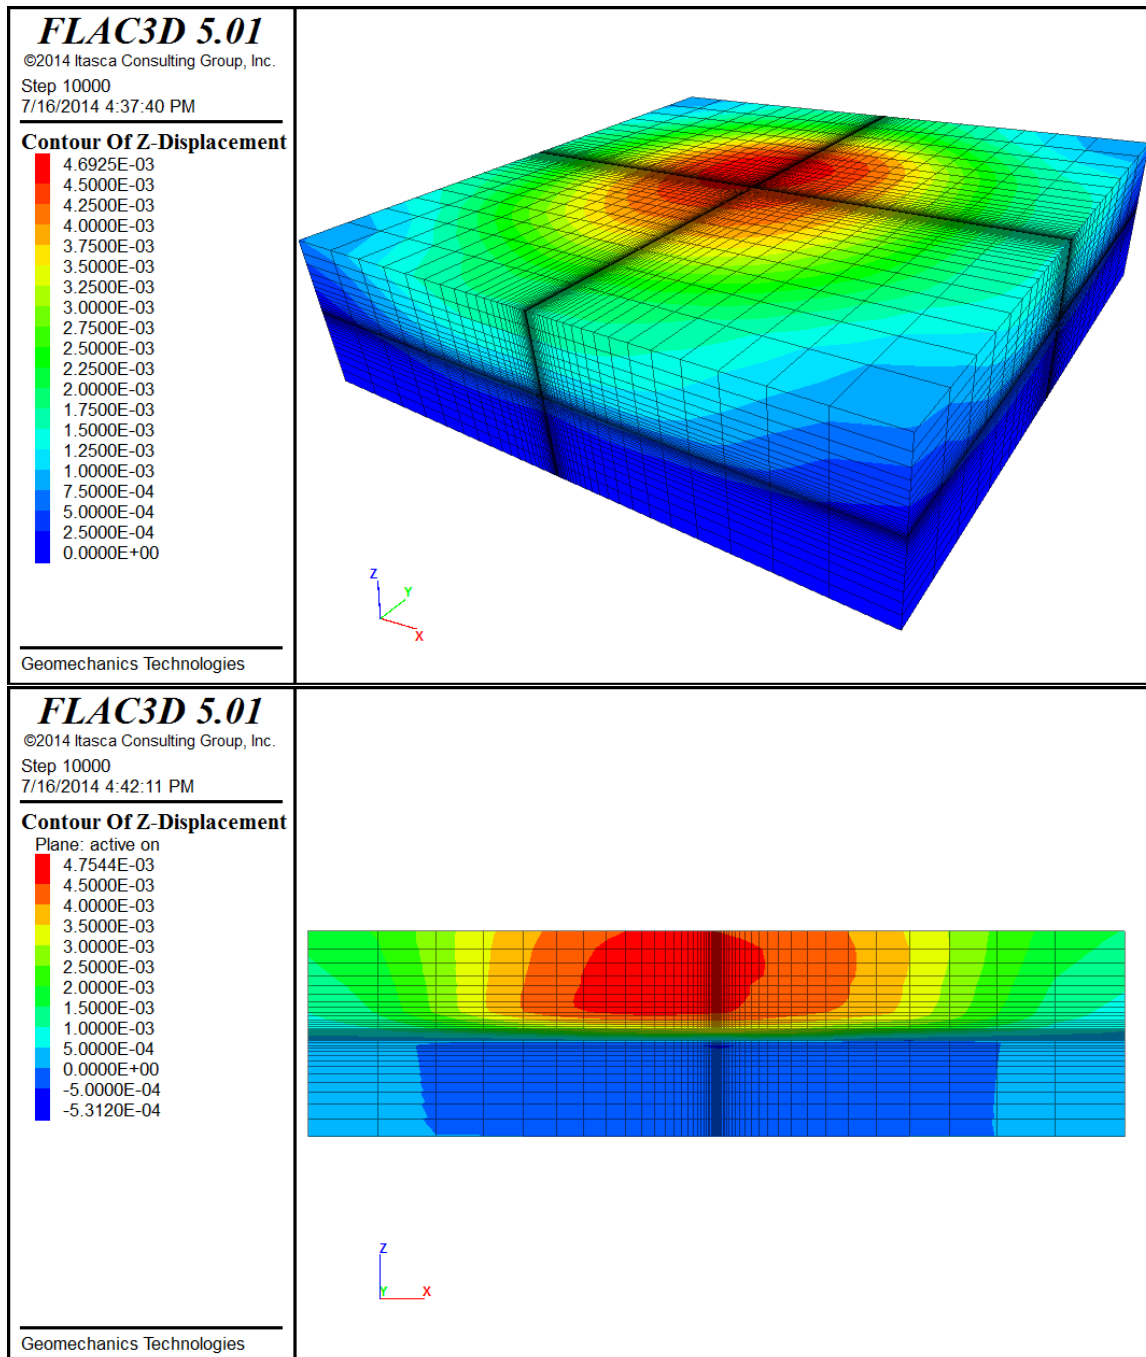 FLAC3D 5.01
©2014 Itasca Consulting Group, Inc.
Step 10000
7/16/2014 4:37:40 PM
Contour Of Z-Displacement
4.6925E-03
4.5000E-03
4.2500E-03
4.0000E-03
3.7500E-03
3.5000E-03
3.2500E-03
3.0000E-03
2.7500E-03
2.5000E-03
2.2500E-03
2.0000E-03
1.7500E-03
1.5000E-03
1.2500E-03
1.0000E-03
7.5000E-04
5.0000E-04
2.5000E-04
0.0000E+00
Z
Y
X
Geomechanics Technologies
FLAC3D 5.01
©2014 Itasca Consulting Group, Inc.
Step 10000
7/16/2014 4:42:11 PM
Contour Of Z-Displacement
Plane: active on
4.7544E-03
4.5000E-03
4.0000E-03
3.5000E-03
3.0000E-03
2.5000E-03
2.0000E-03
1.5000E-03
1.0000E-03
5.0000E-04
0.0000E+00
-5.0000E-04
-5.3120E-04
Z
Y X
Geomechanics Technologies